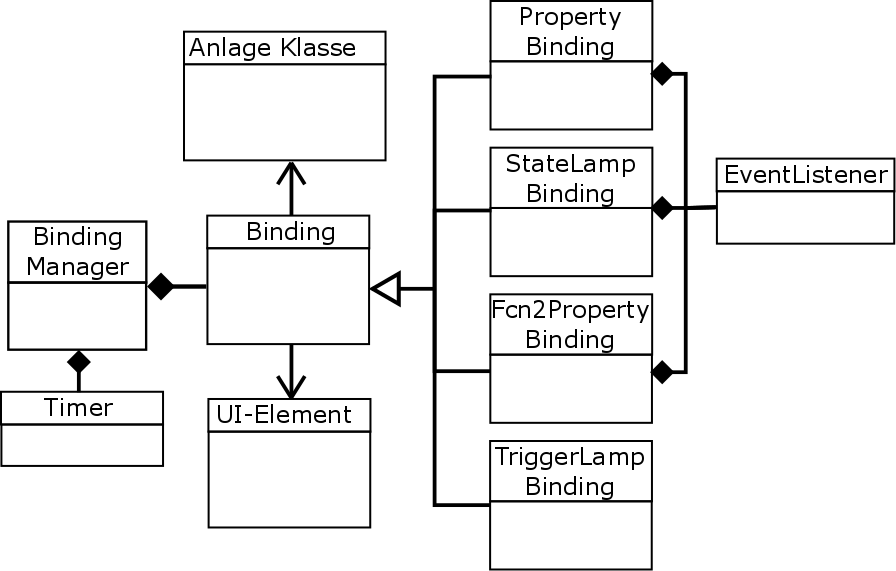 Property
Binding
Anlage Klasse
StateLamp
Binding
EventListener
Binding
Binding
Manager
Fcn2Property
Binding
Timer
UI-Element
TriggerLamp
Binding